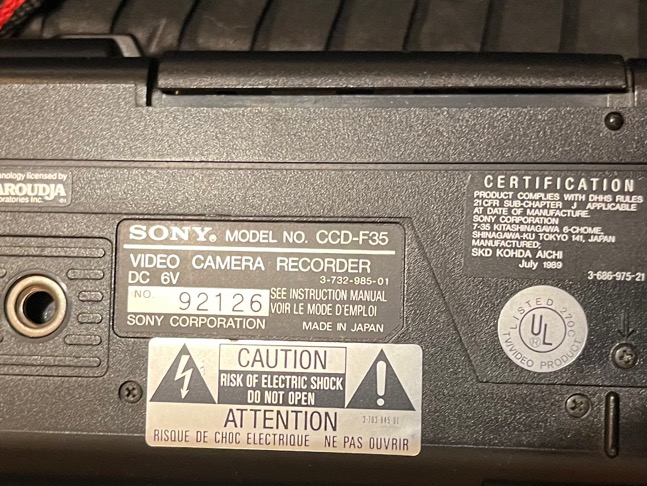 nology licensed by
AROUDJA
oratories Inc.
SONY® MODEL NO. CCD-F35
VIDEO CAMERA RECORDER
DC 6V 3-732-985-01
NO. 92126
SEE INSTRUCTION MANUAL
VOIR LE MODE D'EMPLOI
SONY CORPORATION MADE IN JAPAN
CAUTION
RISK OF ELECTRIC SHOCK
DO NOT OPEN
ATTENTION
RISQUE DE CHOC ELECTRIQUE NE PAS OUVRIR
CERTIFICATION
PRODUCT COMPLIES WITH DHHS RULES
21CFR SUB-CHAPTER J APPLICABLE
AT DATE OF MANUFACTURE.
SONY CORPORATION
7-35 KITASHINAGAWA 6-CHOME,
SHINAGAWA-KU TOKYO 141, JAPAN
MANUFACTURED;
SKD KOHDA AICHI
July 1989
3-686-975-21
LISTED 270C
UL®
TV/VIDEO PRODUCT